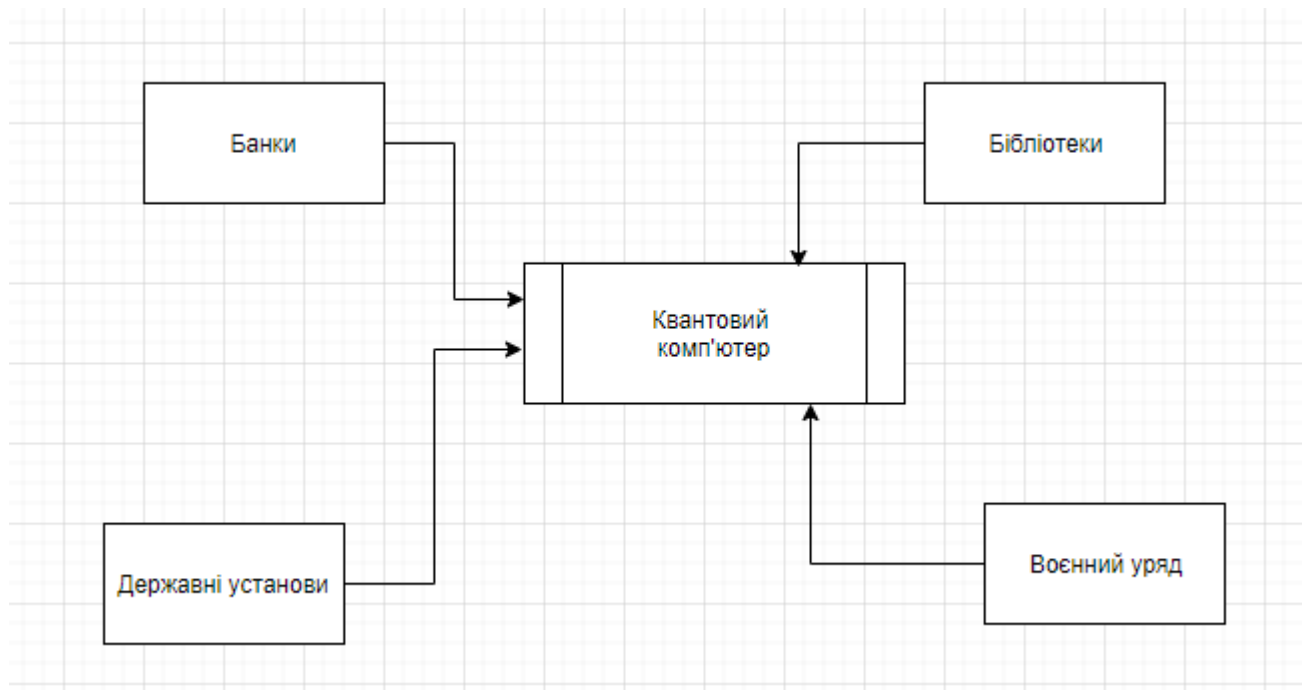 Банки
Бібліотеки
Квантовий
комп'ютер
Державні установи
Воєнний уряд